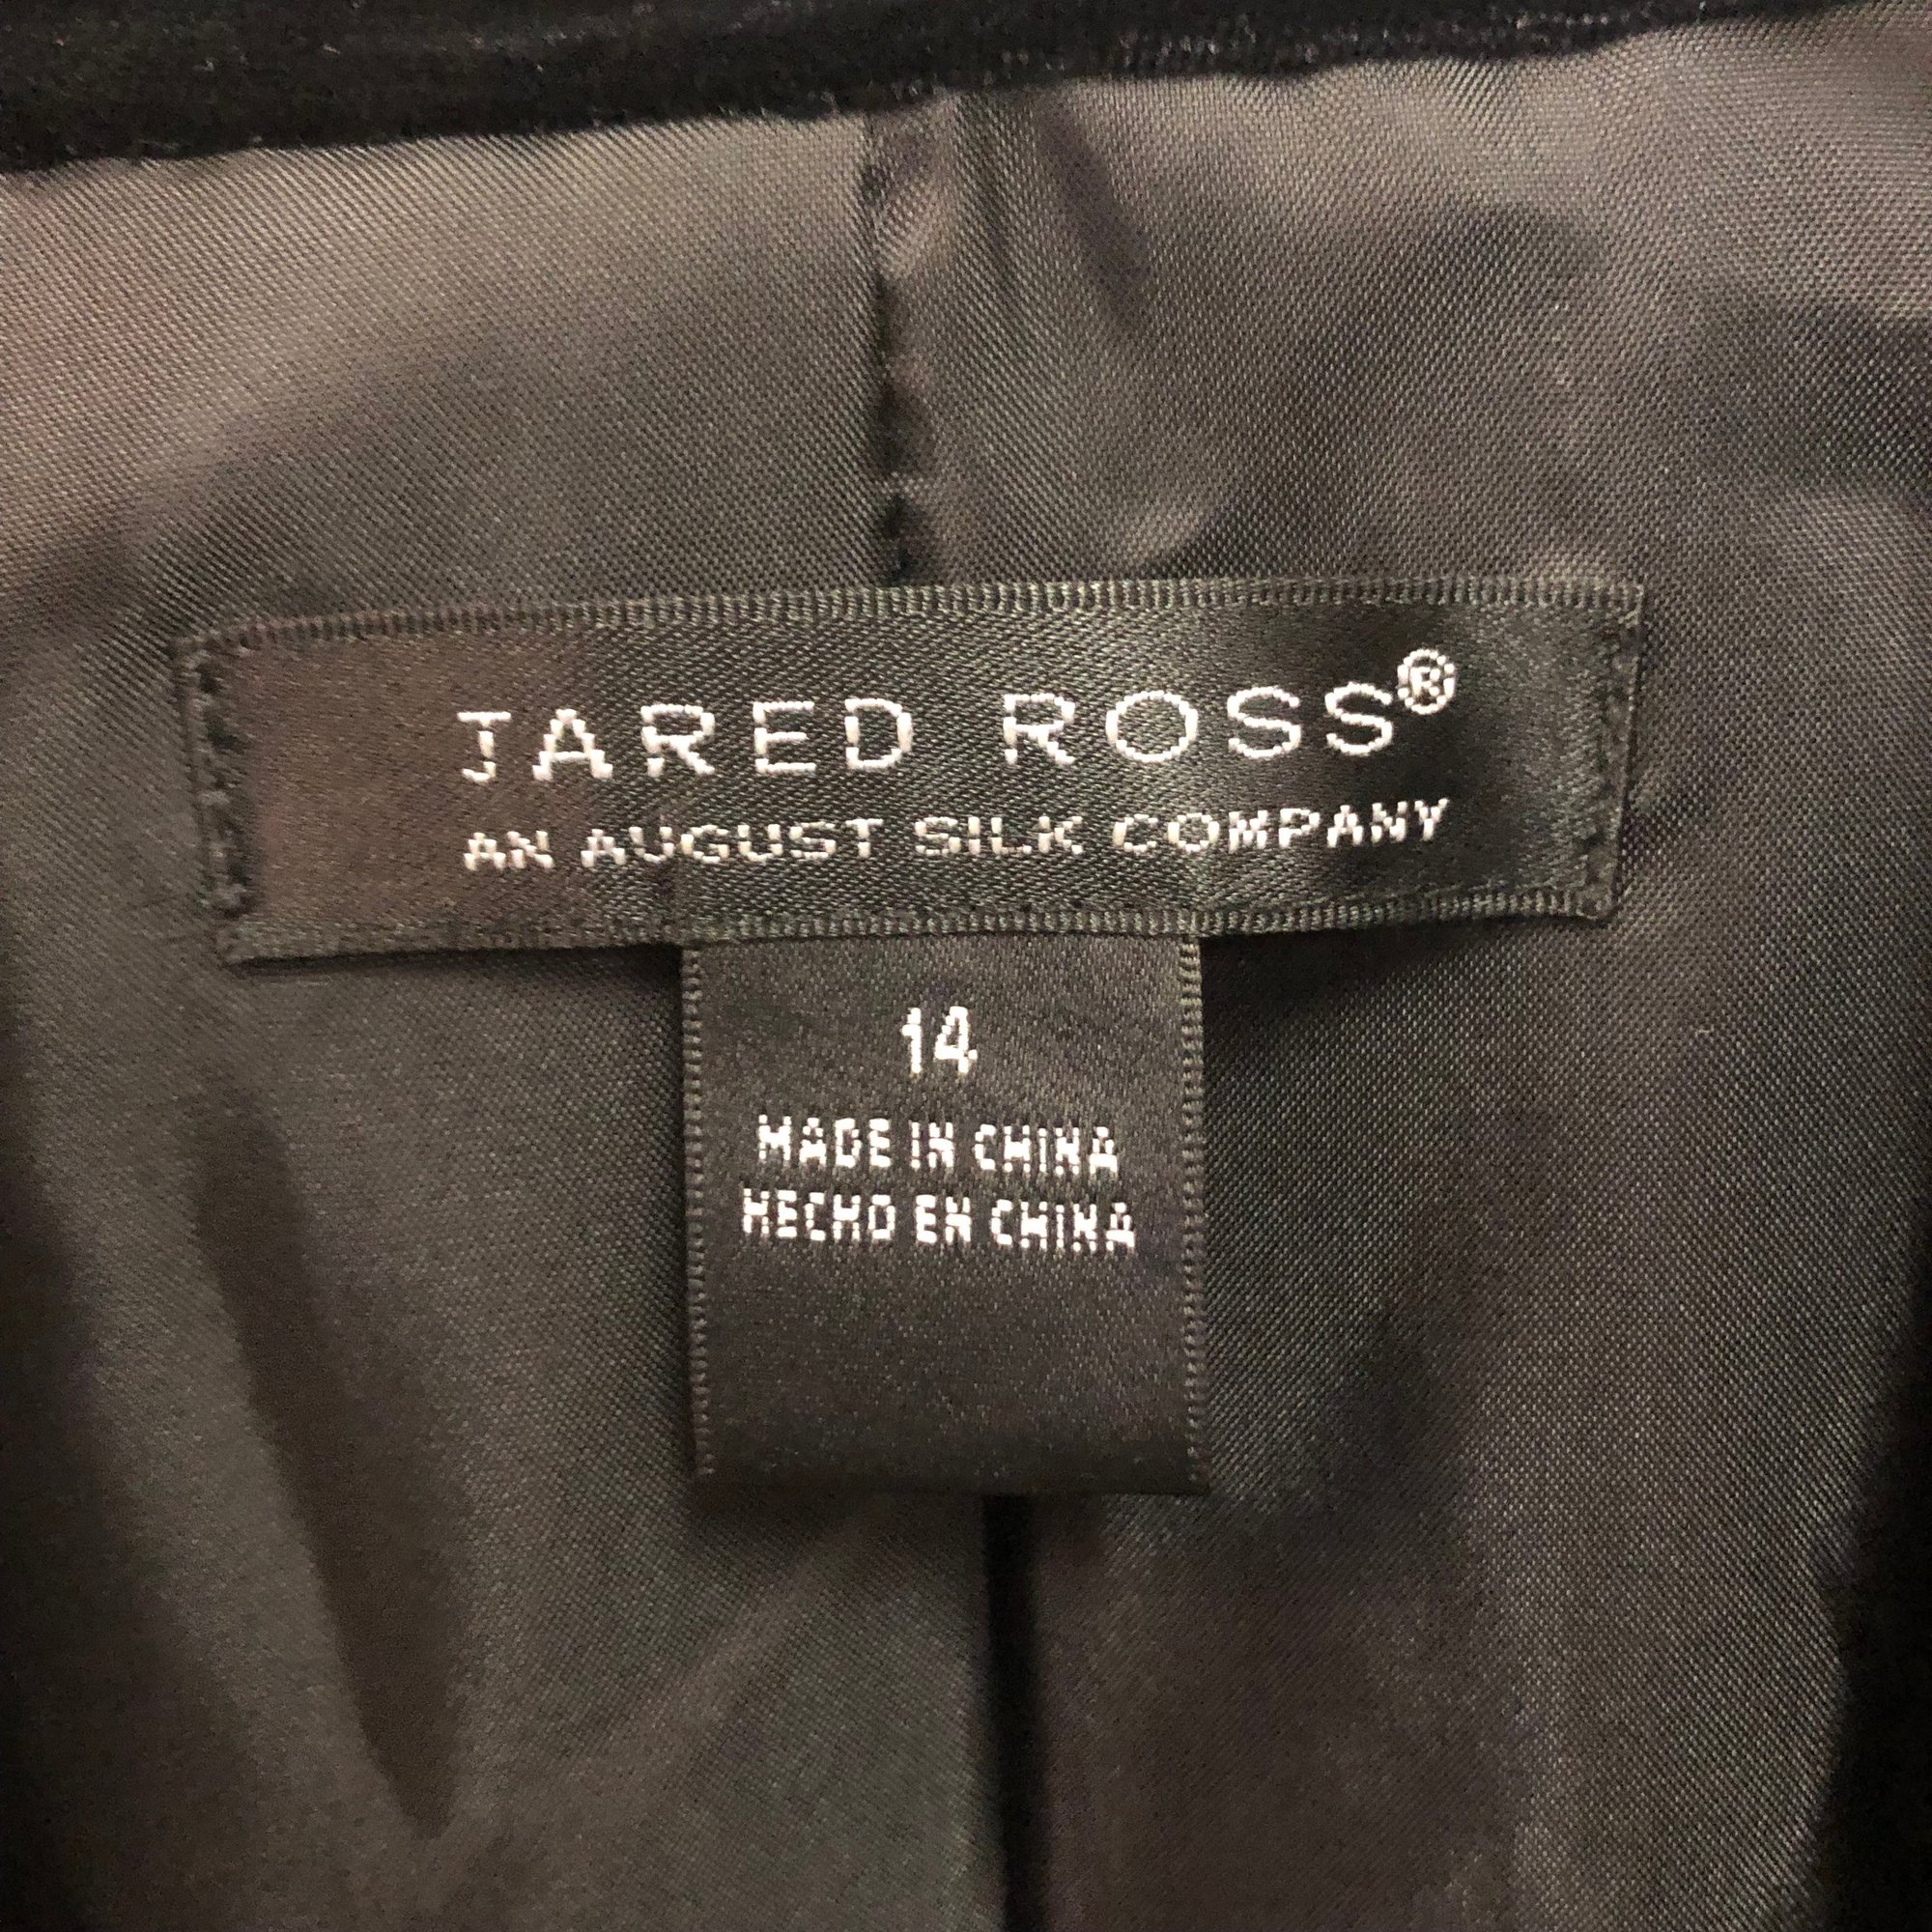 JARED ROSS®
AN AUGUST SILK COMPANY
14
MADE IN CHINA
HECHO EN CHINA